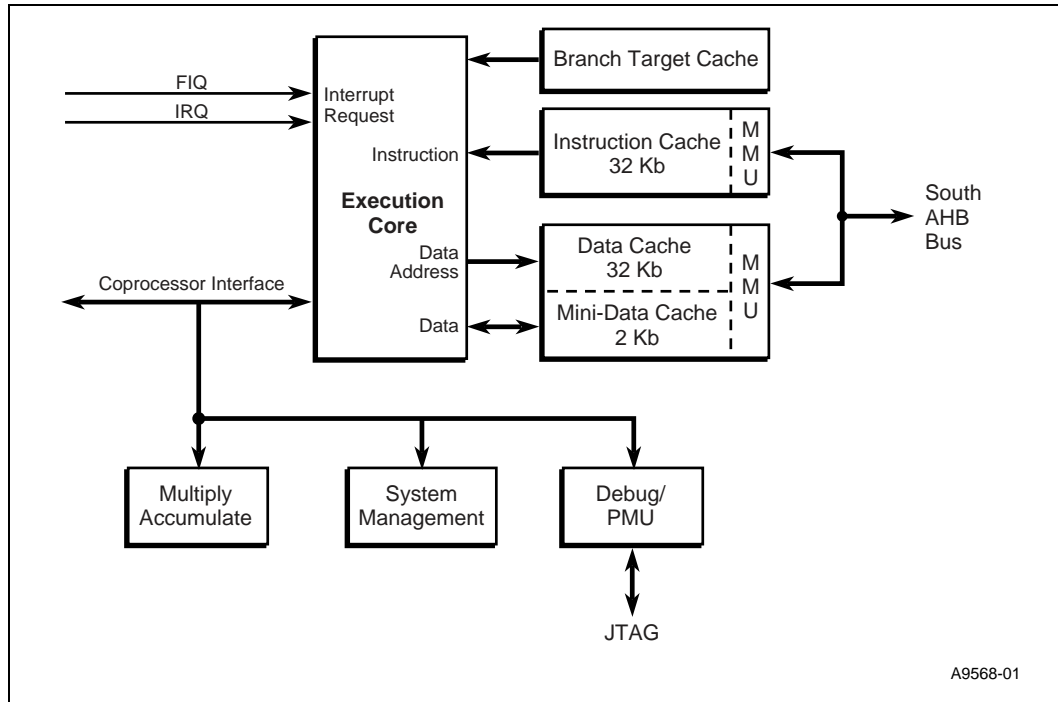 Branch Target Cache
FIQ
IRQ
Interrupt
Request
Instruction
Execution
Core
Data
Address
Data
Instruction Cache
32 Kb
M
M
U
Data Cache
32 Kb
Mini-Data Cache
2 Kb
M
M
U
South
AHB
Bus
Coprocessor Interface
Multiply
Accumulate
System
Management
Debug/
PMU
JTAG
A9568-01